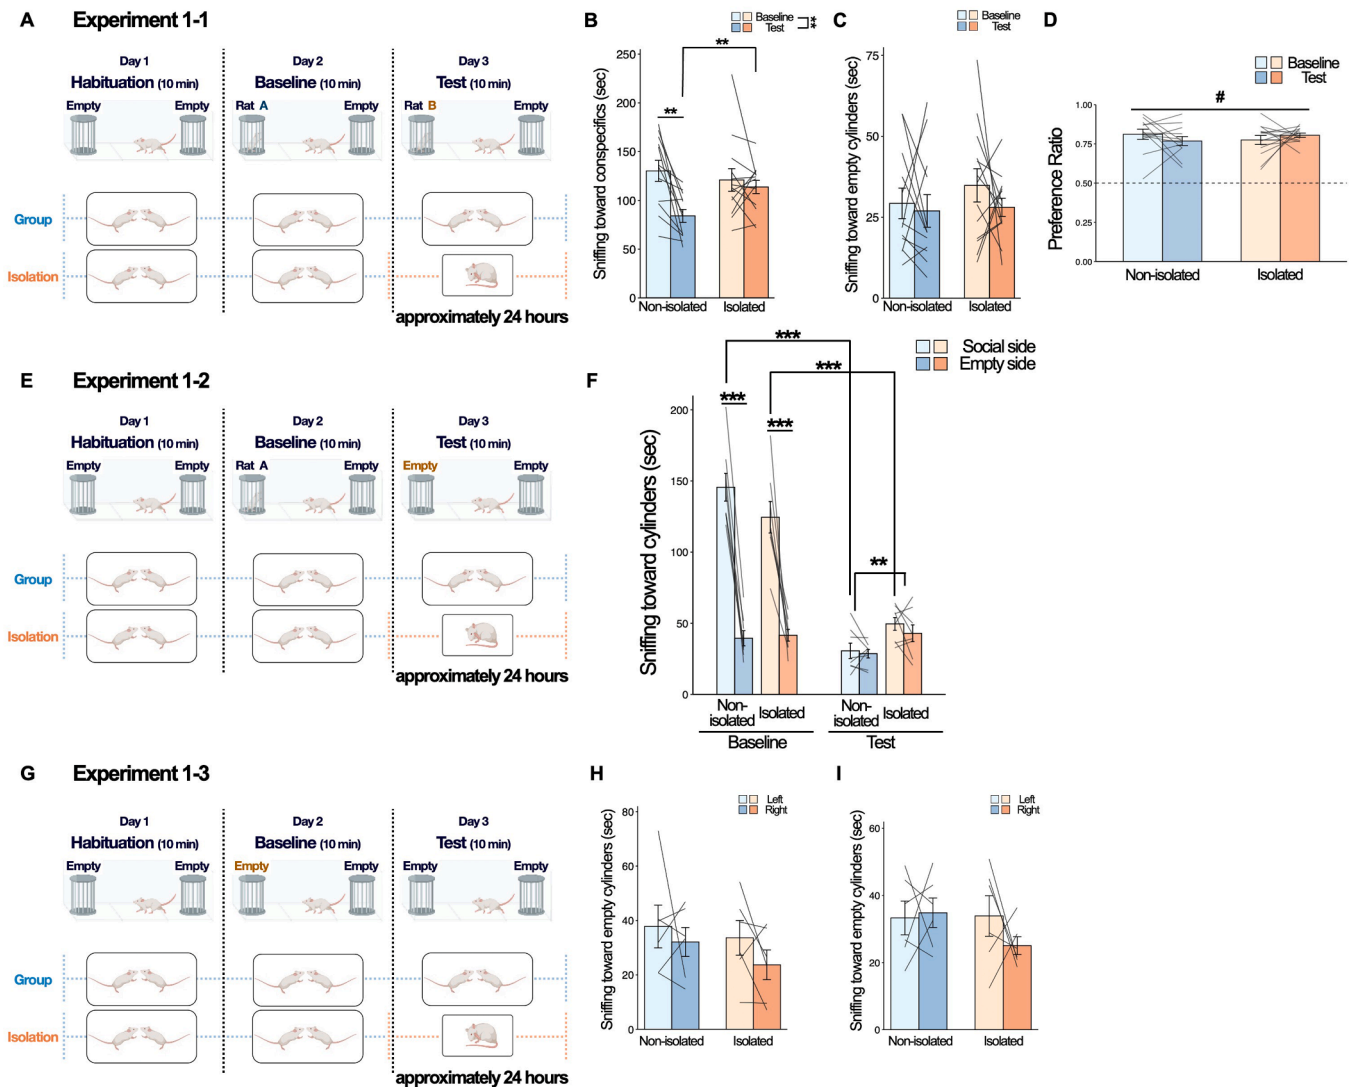 A Experiment 1-1
Day 1 Day 2 Day 3
Habituation (10 min) Baseline (10 min) Test (10 min)
Empty Empty Rat A Empty Rat B Empty
Group
Isolation
approximately 24 hours
B
Baseline
Test
**
**
**
Sniffing toward conspecifics (sec)
250
200
150
100
50
0
Non-isolated Isolated
C
Baseline
Test
Sniffing toward empty cylinders (sec)
75
50
25
0
Non-isolated Isolated
D
Baseline
Test
#
Preference Ratio
1.00
0.75
0.50
0.25
0.00
Non-isolated Isolated
E Experiment 1-2
Day 1 Day 2 Day 3
Habituation (10 min) Baseline (10 min) Test (10 min)
Empty Empty Rat A Empty Empty Empty
Group
Isolation
approximately 24 hours
F
Social side
Empty side
***
***
***
***
**
Sniffing toward cylinders (sec)
200
150
100
50
0
Non-
isolated Isolated Non-
isolated Isolated
Baseline Test
G Experiment 1-3
Day 1 Day 2 Day 3
Habituation (10 min) Baseline (10 min) Test (10 min)
Empty Empty Empty Empty Empty Empty
Group
Isolation
approximately 24 hours
H
Left
Right
Sniffing toward empty cylinders (sec)
80
60
40
20
0
Non-isolated Isolated
I
Left
Right
Sniffing toward empty cylinders (sec)
60
40
20
0
Non-isolated Isolated